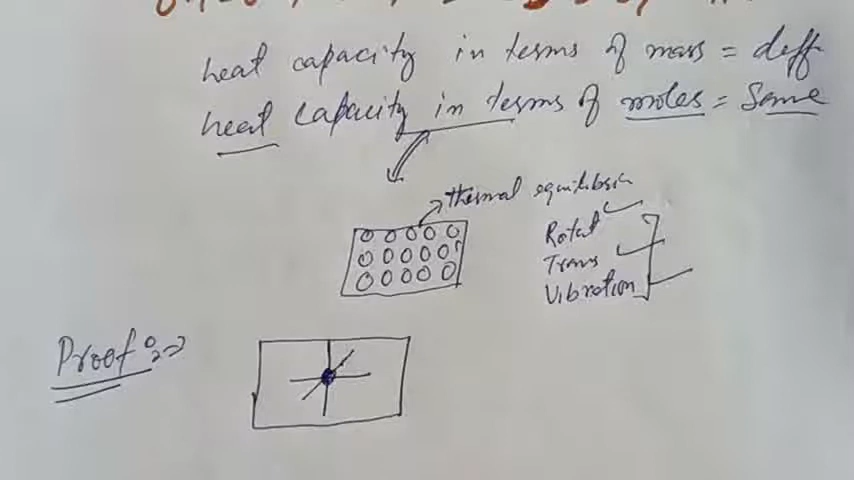 heat capacity in terms of mass = diff
heat capacity in terms of moles = Same
thermal equilibrium
Rotat
Trans
Vibration
Proof :⇒